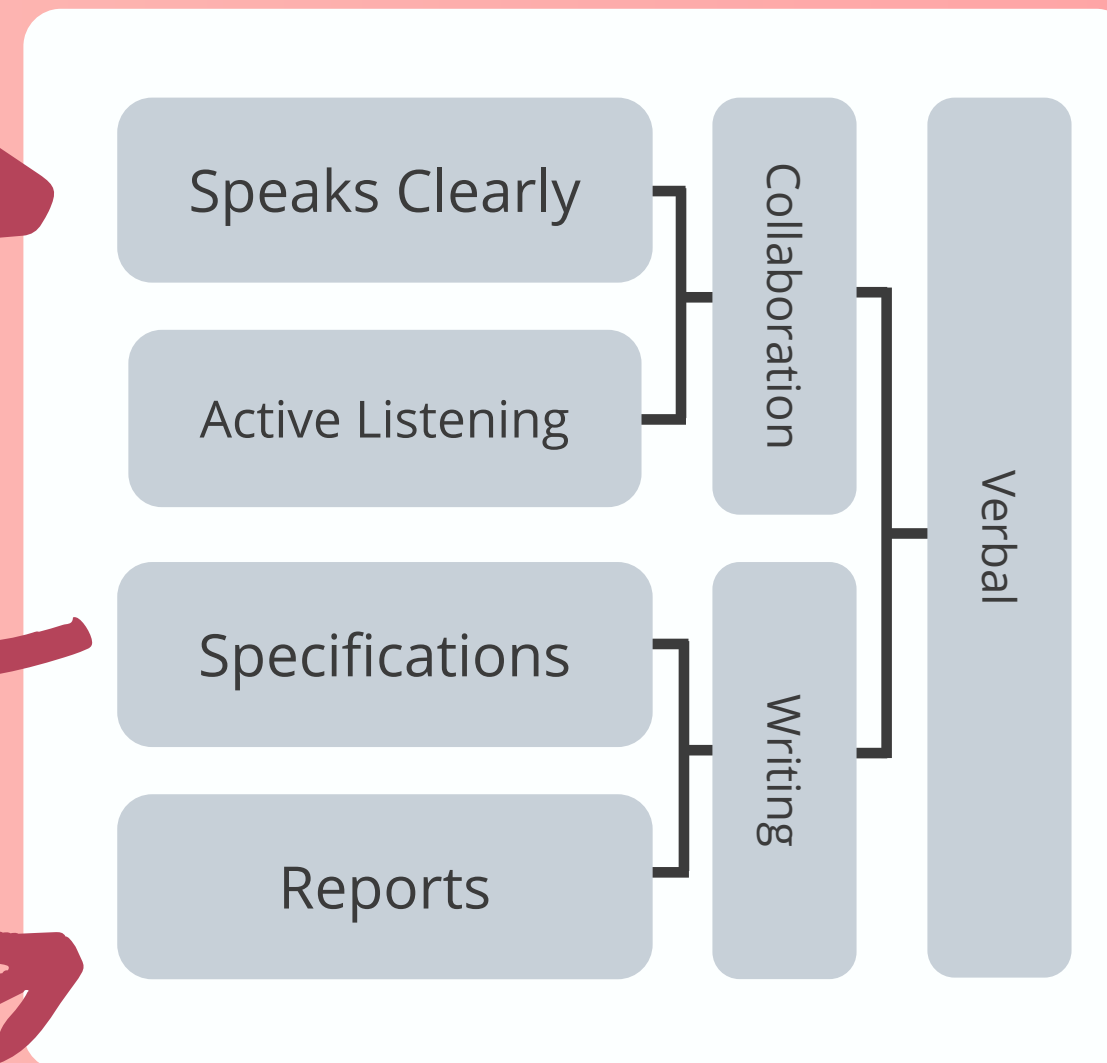 Speaks Clearly
Active Listening
Collaboration
Specifications
Reports
Writing
Verbal